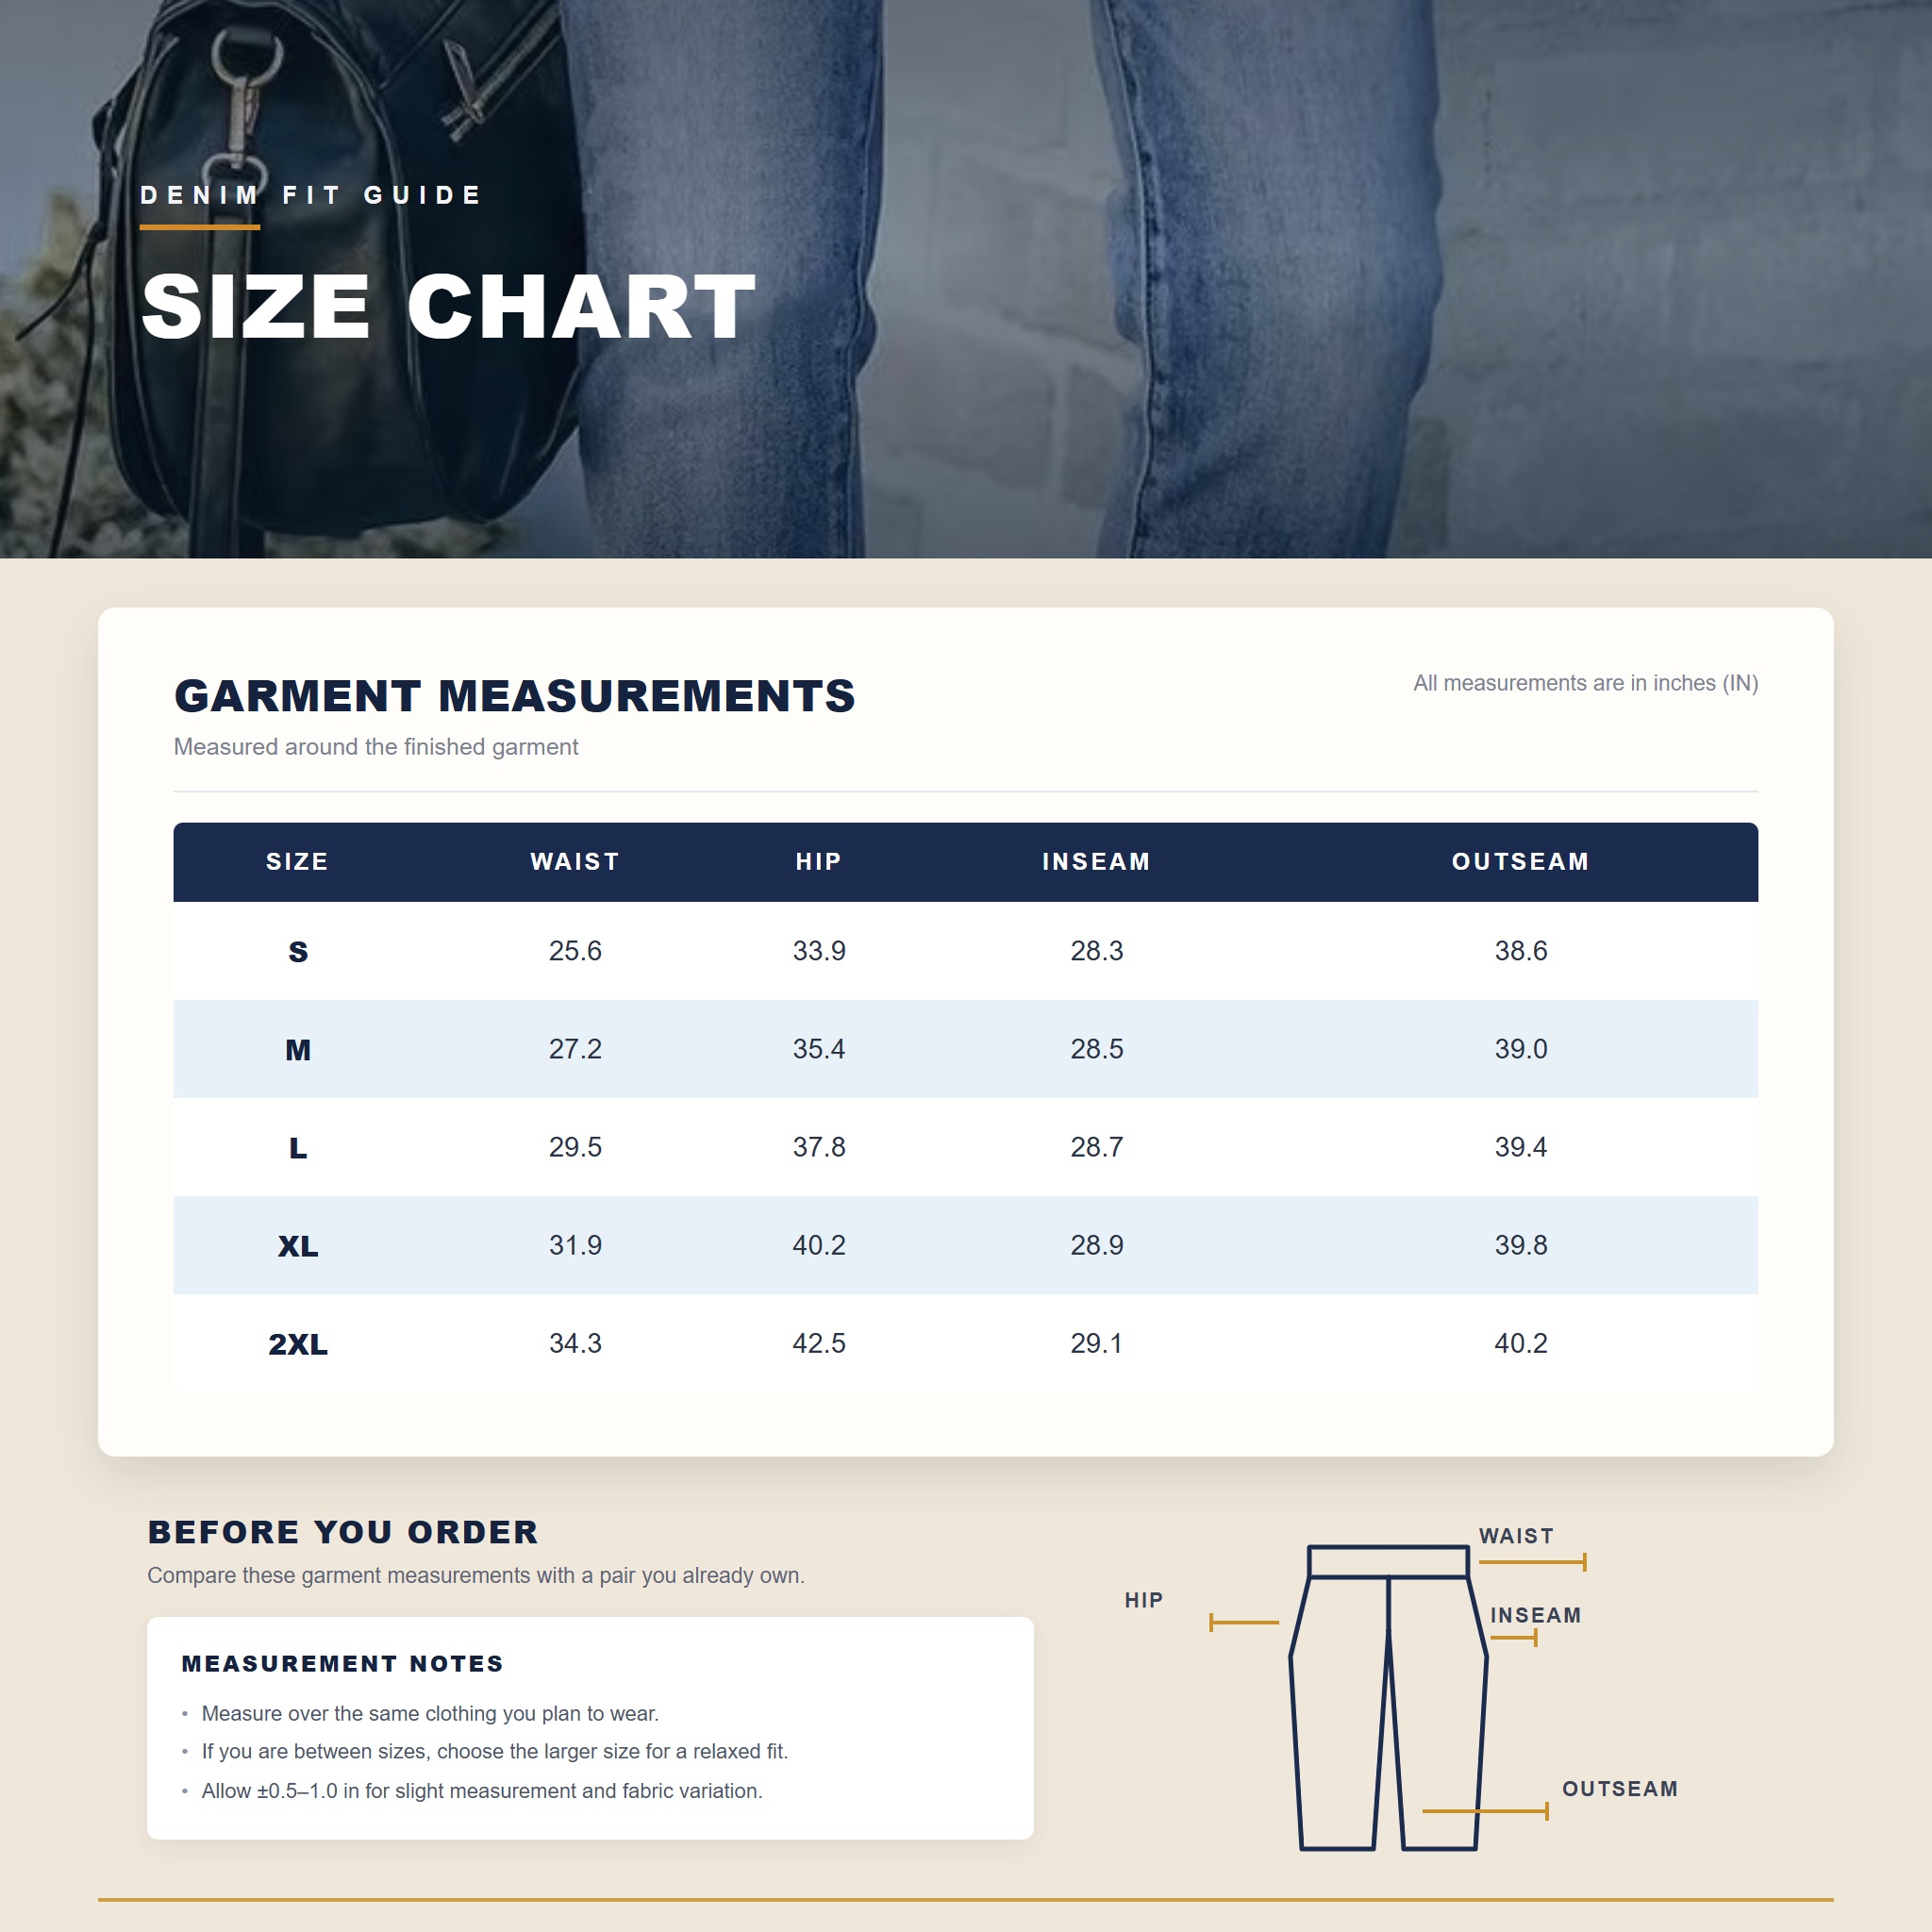 DENIM FIT GUIDE
SIZE CHART
GARMENT MEASUREMENTS
All measurements are in inches (IN)
Measured around the finished garment
SIZE WAIST HIP INSEAM OUTSEAM
S 25.6 33.9 28.3 38.6
M 27.2 35.4 28.5 39.0
L 29.5 37.8 28.7 39.4
XL 31.9 40.2 28.9 39.8
2XL 34.3 42.5 29.1 40.2
BEFORE YOU ORDER
Compare these garment measurements with a pair you already own.
MEASUREMENT NOTES
• Measure over the same clothing you plan to wear.
• If you are between sizes, choose the larger size for a relaxed fit.
• Allow ±0.5–1.0 in for slight measurement and fabric variation.
WAIST
HIP
INSEAM
OUTSEAM